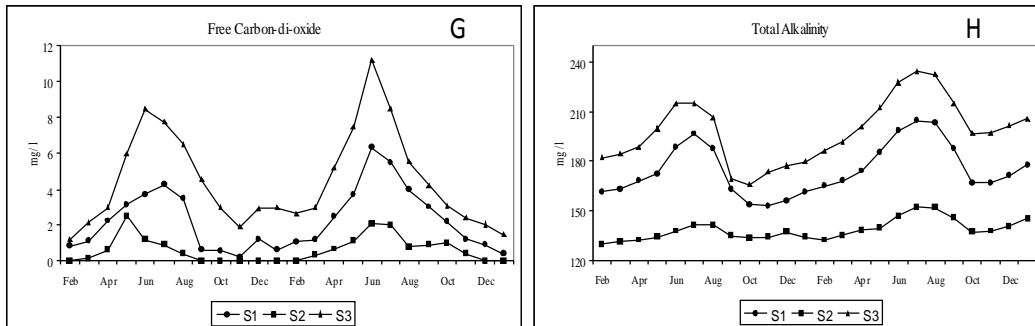 Free Carbon-di-oxide G
12
10
8
6
4
2
0
mg/l
Feb Apr Jun Aug Oct Dec Feb Apr Jun Aug Oct Dec
S1 S2 S3
Total Alkalinity H
240
210
180
150
120
mg/l
Feb Apr Jun Aug Oct Dec Feb Apr Jun Aug Oct Dec
S1 S2 S3